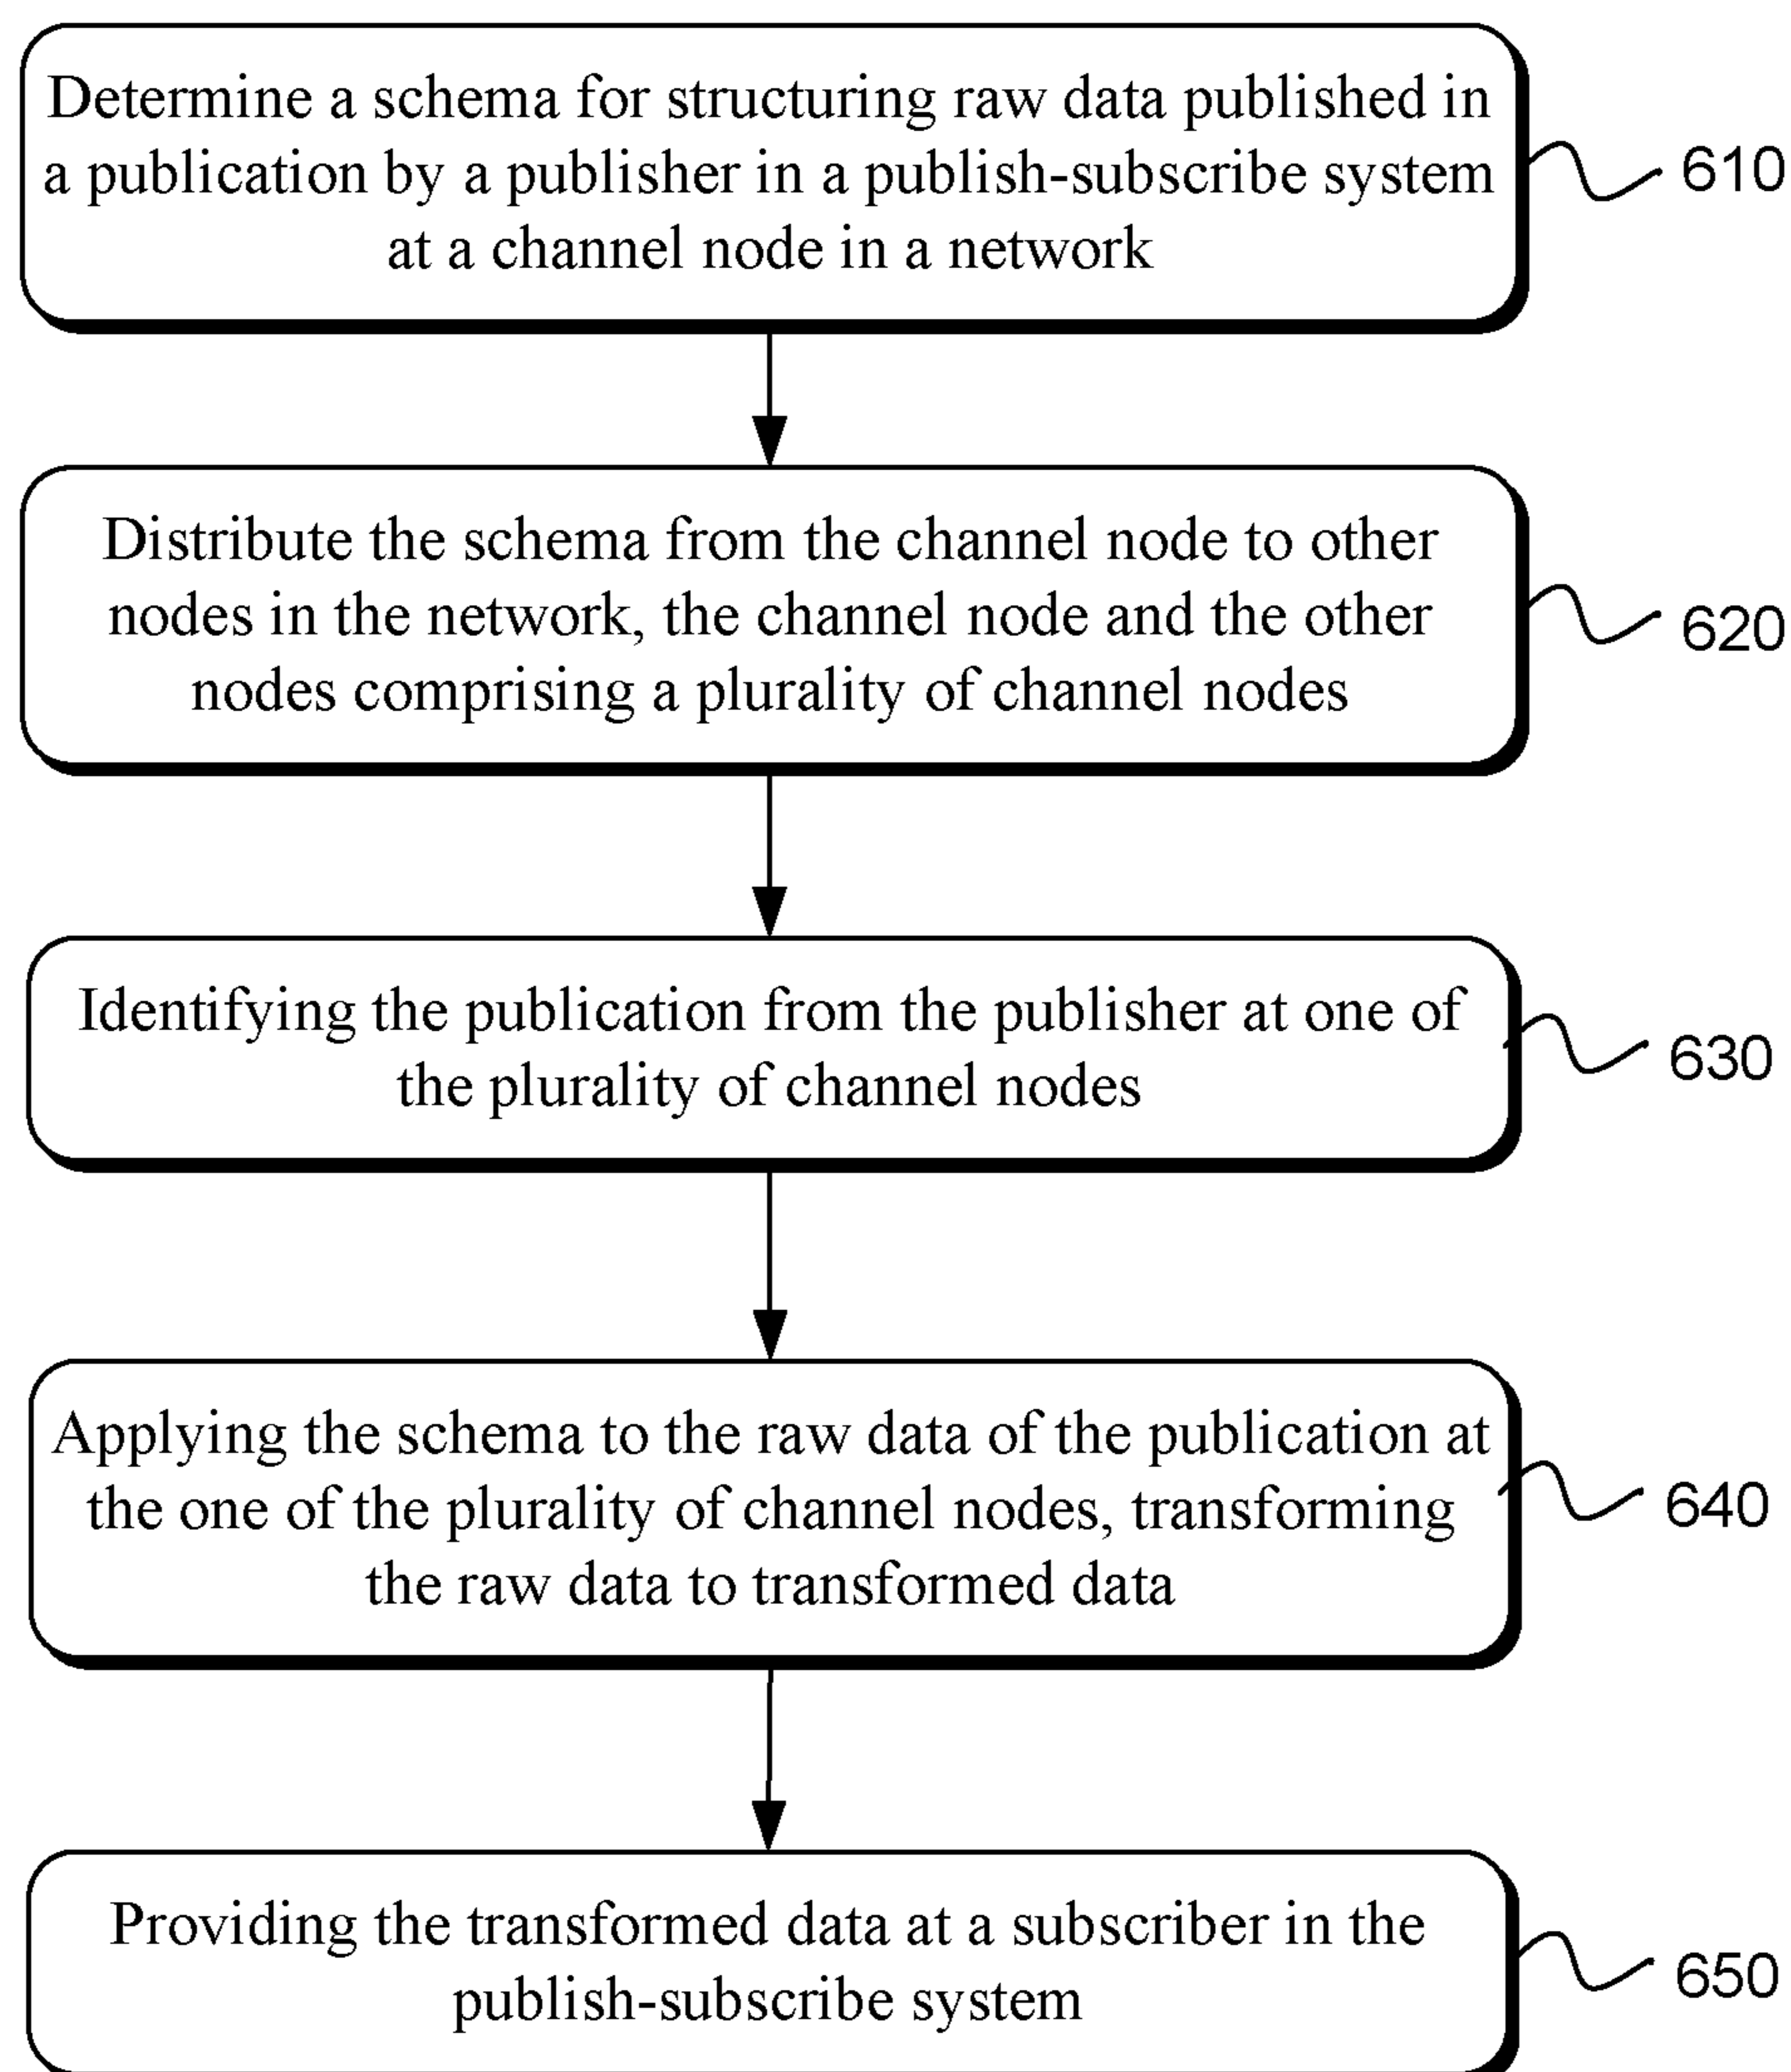 Determine a schema for structuring raw data published in
a publication by a publisher in a publish-subscribe system
at a channel node in a network
610
Distribute the schema from the channel node to other
nodes in the network, the channel node and the other
nodes comprising a plurality of channel nodes
620
Identifying the publication from the publisher at one of
the plurality of channel nodes
630
Applying the schema to the raw data of the publication at
the one of the plurality of channel nodes, transforming
the raw data to transformed data
640
Providing the transformed data at a subscriber in the
publish-subscribe system
650